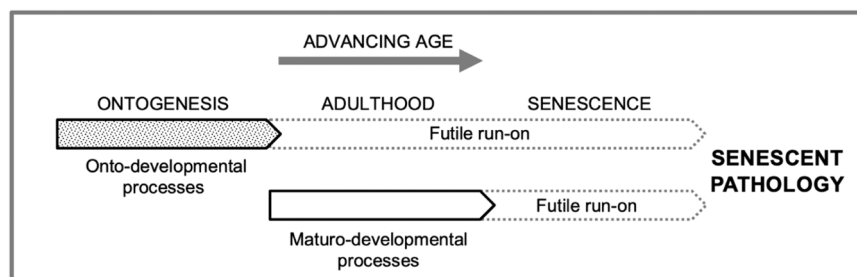 ADVANCING AGE
ONTOGENESIS
ADULTHOOD
SENESCENCE
Futile run-on
Onto-developmental
processes
SENESCENT
PATHOLOGY
Futile run-on
Maturo-developmental
processes